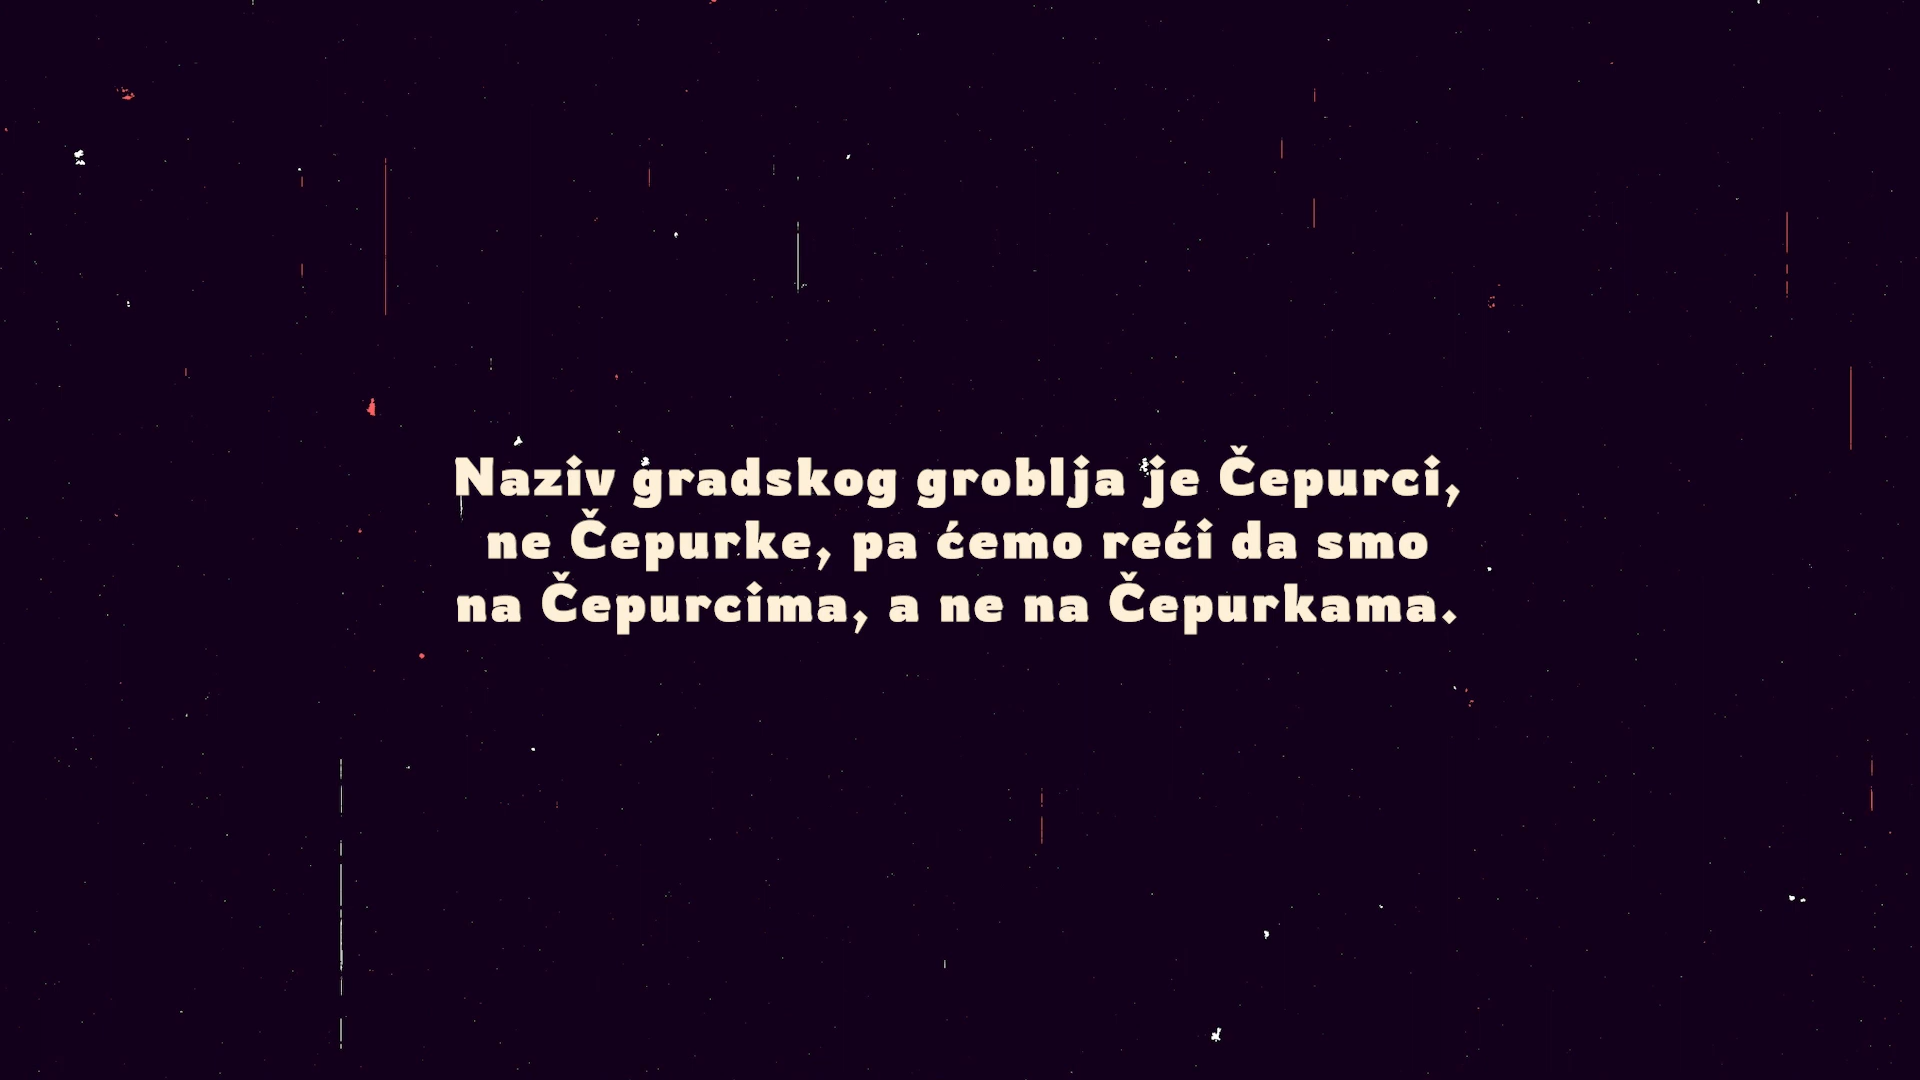 Naziv gradskog groblja je Čepurci,
ne Čepurke, pa ćemo reći da smo
na Čepurcima, a ne na Čepurkama.